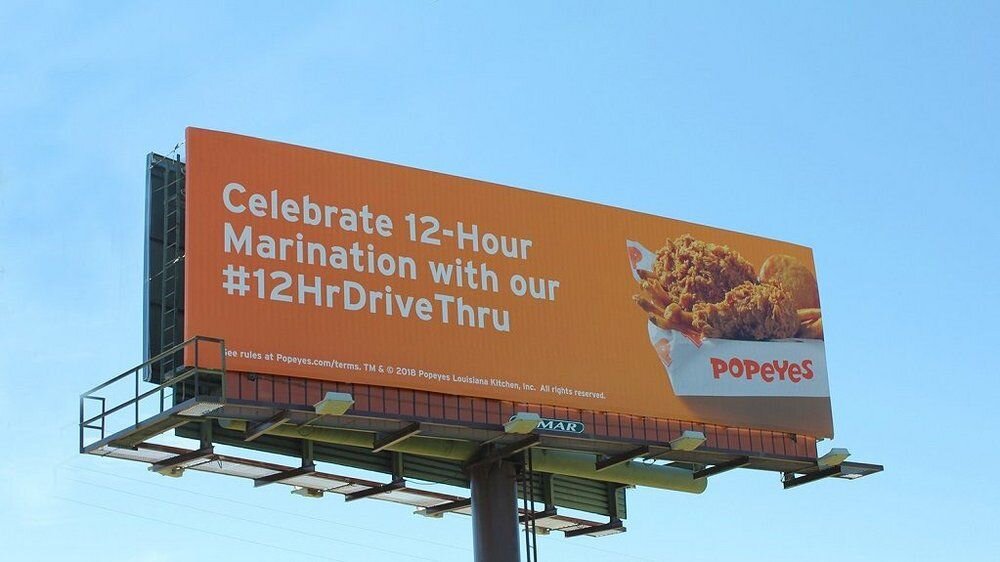 Celebrate 12-Hour
Marination with our
#12HrDriveThru
See rules at Popeyes.com/terms. TM & © 2018 Popeyes Louisiana Kitchen, Inc. All rights reserved.
POPEYES